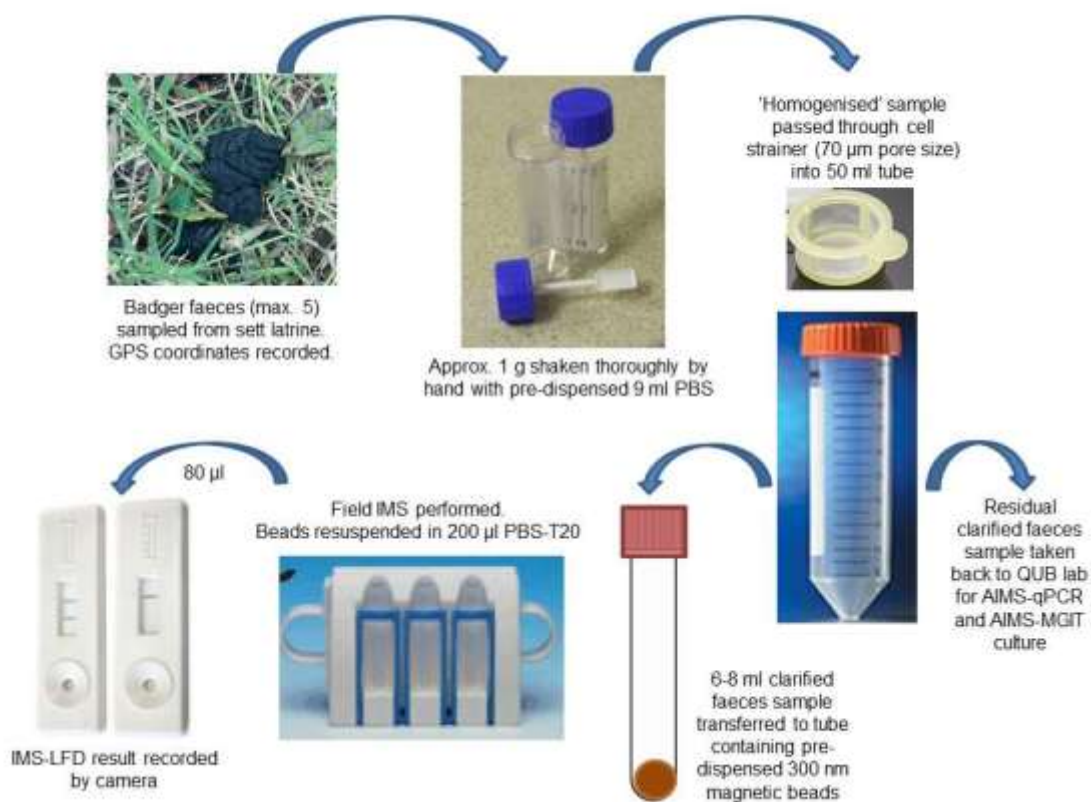 Badger faeces (max. 5)
sampled from sett latrine.
GPS coordinates recorded.
Approx. 1 g shaken thoroughly by
hand with pre-dispensed 9 ml PBS
'Homogenised' sample
passed through cell
strainer (70 µm pore size)
into 50 ml tube
Residual
clarified faeces
sample taken
back to QUB lab
for AIMS-qPCR
and AIMS-MGIT
culture
6-8 ml clarified
faeces sample
transferred to tube
containing pre-
dispensed 300 nm
magnetic beads
Field IMS performed.
Beads resuspended in 200 µl PBS-T20
80 µl
IMS-LFD result recorded
by camera